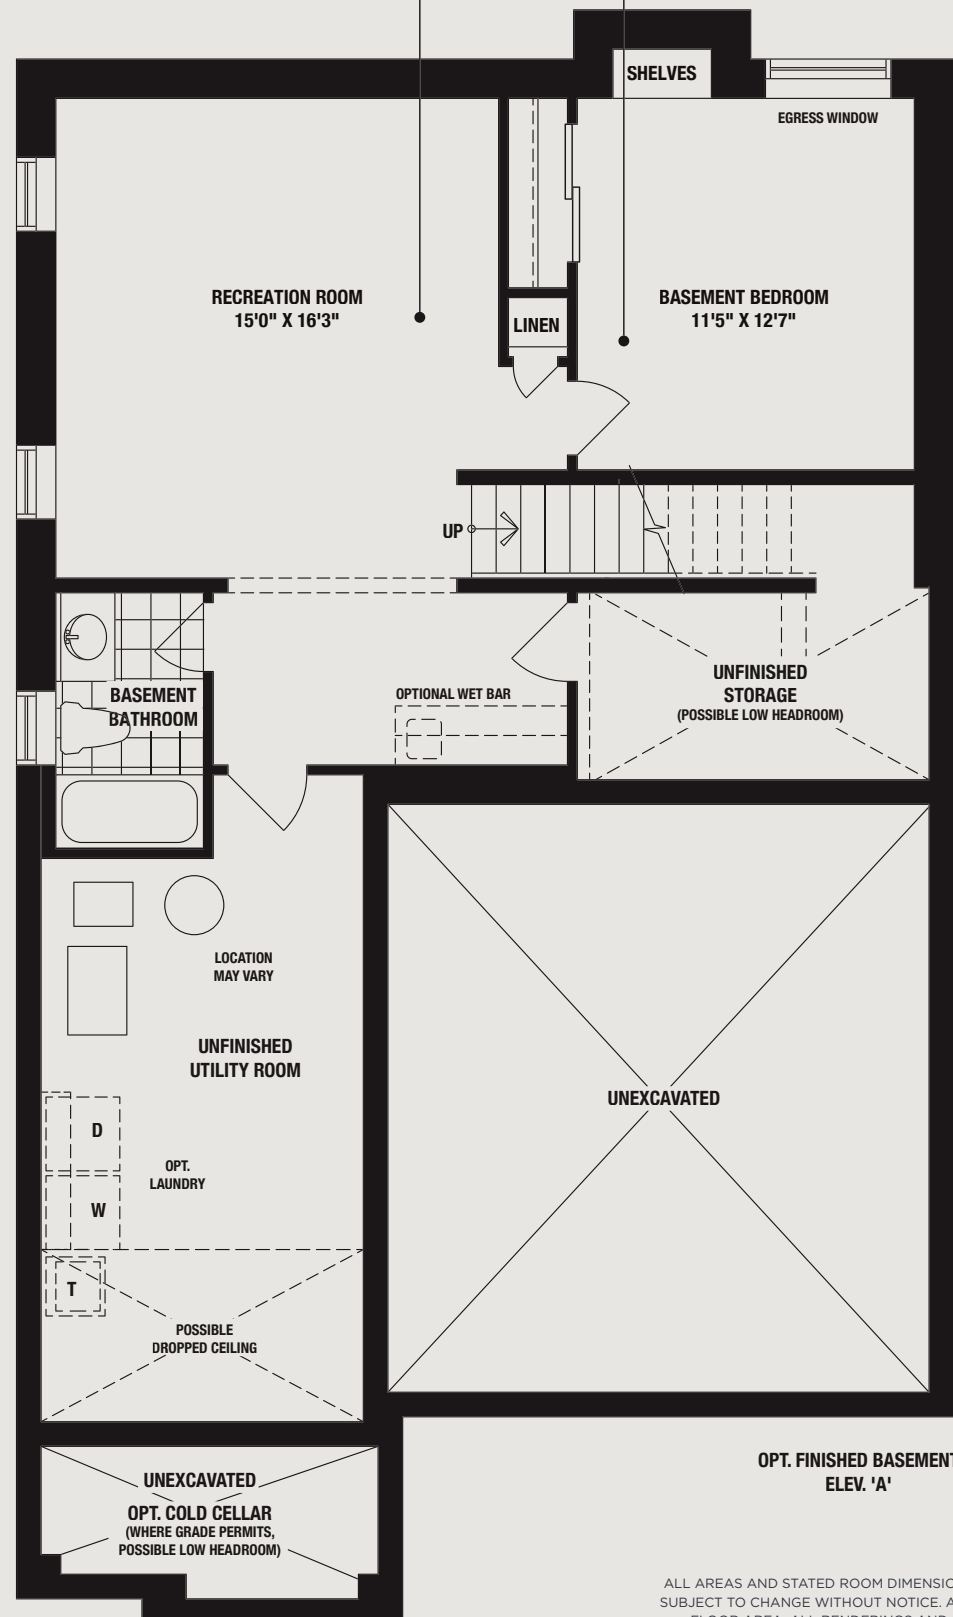 SHELVES
EGRESS WINDOW
RECREATION ROOM
15'0" X 16'3"
BASEMENT BEDROOM
11'5" X 12'7"
LINEN
UP
UNFINISHED
STORAGE
(POSSIBLE LOW HEADROOM)
BASEMENT
BATHROOM
OPTIONAL WET BAR
LOCATION
MAY VARY
UNFINISHED
UTILITY ROOM
UNEXCAVATED
D
OPT.
LAUNDRY
W
T
POSSIBLE
DROPPED CEILING
UNEXCAVATED
OPT. COLD CELLAR
(WHERE GRADE PERMITS,
POSSIBLE LOW HEADROOM)
OPT. FINISHED BASEMENT
ELEV. 'A'
ALL AREAS AND STATED ROOM DIMENSIO
SUBJECT TO CHANGE WITHOUT NOTICE. A